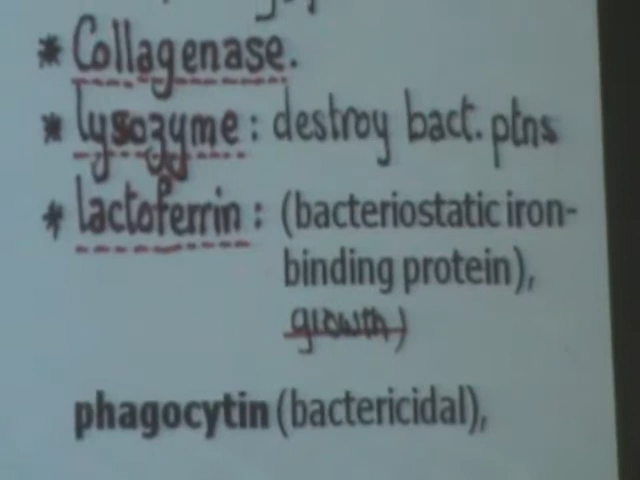 * Collagenase.
* lysozyme : destroy bact. ptns
* lactoferrin : (bacteriostatic iron-
binding protein),
growth)
phagocytin (bactericidal),